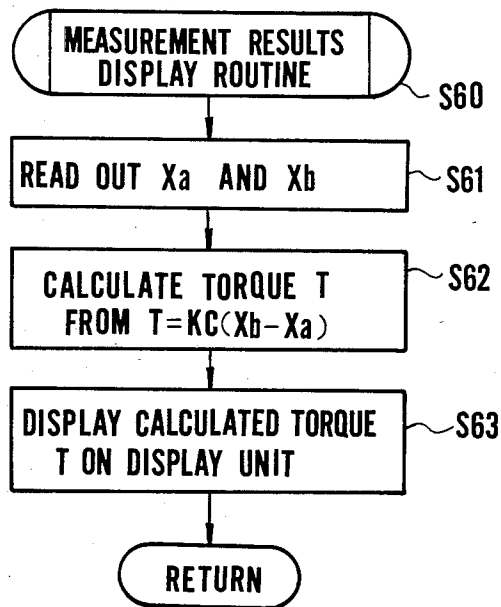 MEASUREMENT RESULTS
DISPLAY ROUTINE
S60
READ OUT Xa AND Xb
S61
CALCULATE TORQUE T
FROM T=KC(Xb-Xa)
S62
DISPLAY CALCULATED TORQUE
T ON DISPLAY UNIT
S63
RETURN